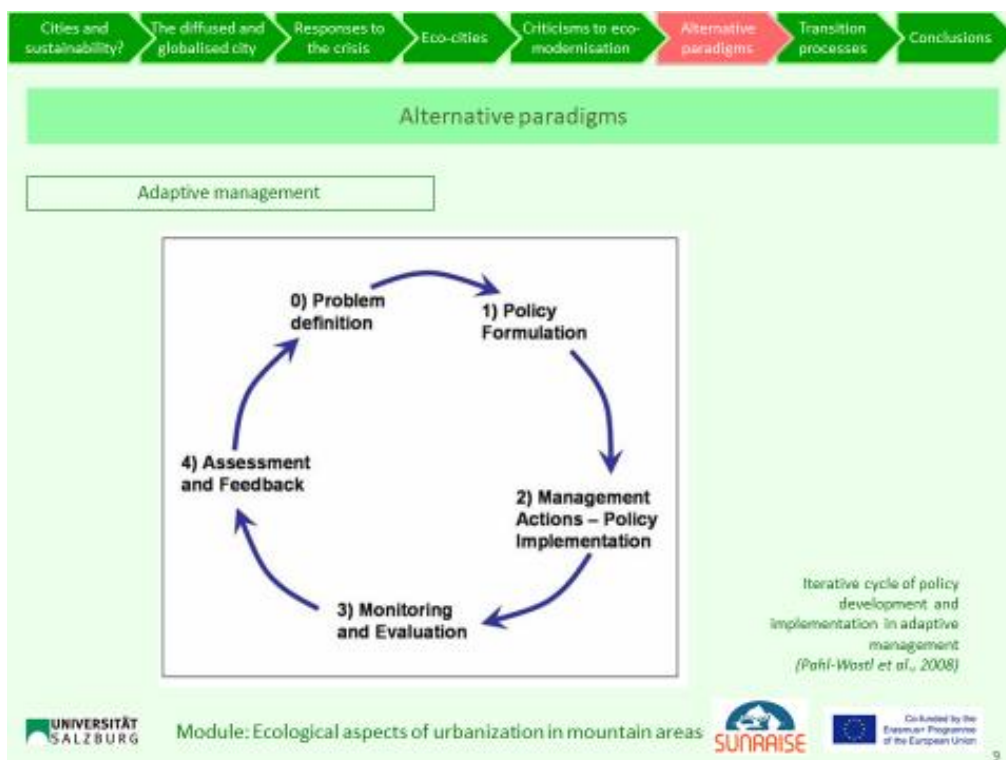 Cities and
sustainability?
The diffused and
globalised city
Responses to
the crisis
Eco-cities
Criticisms to eco-
modernisation
Alternative
paradigms
Transition
processes
Conclusions
Alternative paradigms
Adaptive management
0) Problem
definition
1) Policy
Formulation
2) Management
Actions – Policy
Implementation
3) Monitoring
and Evaluation
4) Assessment
and Feedback
Iterative cycle of policy
development and
implementation in adaptive
management
(Pahl-Wostl et al., 2008)
UNIVERSITÄT
SALZBURG
Module: Ecological aspects of urbanization in mountain areas
SUNRAISE
Co-funded by the
Erasmus+ Programme
of the European Union
9